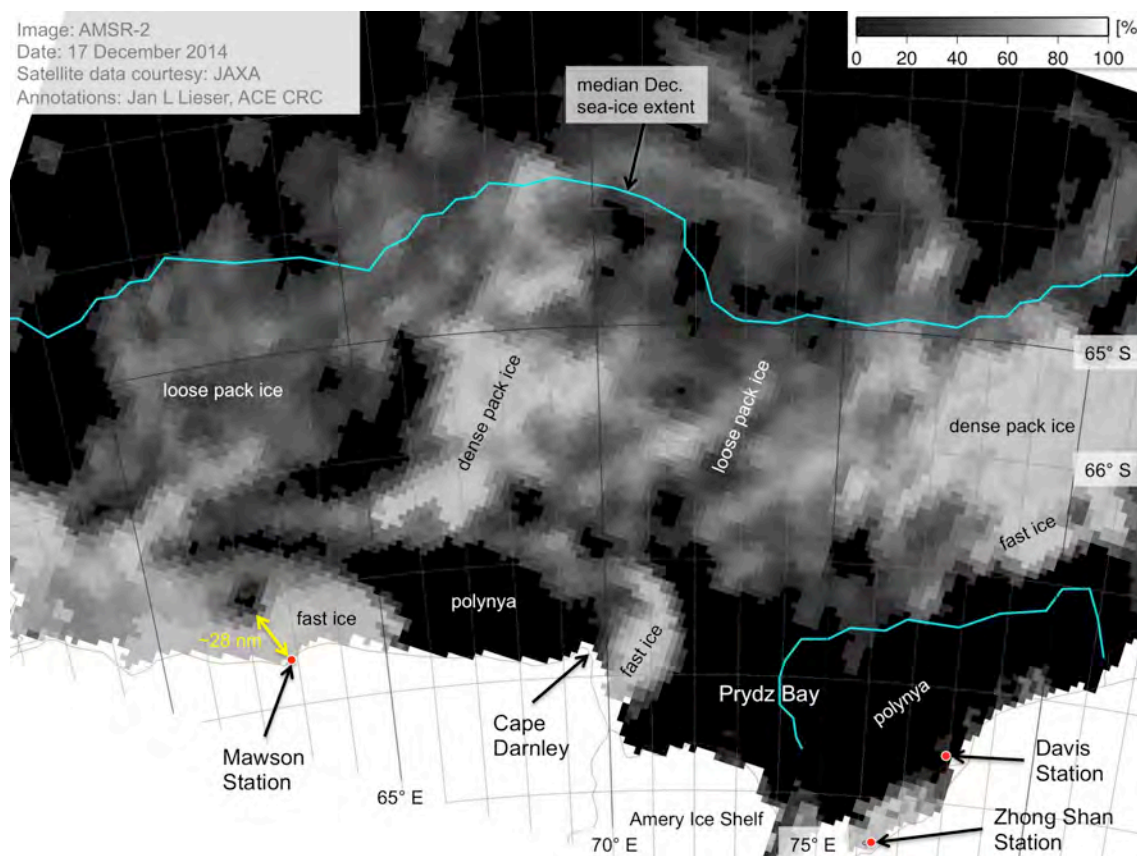 Image: AMSR-2
Date: 17 December 2014
Satellite data courtesy: JAXA
Annotations: Jan L Lieser, ACE CRC
[%
0 20 40 60 80 100
median Dec.
sea-ice extent
65° S
loose pack ice
dense pack ice
loose pack ice
dense pack ice
66° S
fast ice
polynya
fast ice
~28 nm
fast ice
Prydz Bay
polynya
Cape
Darnley
Mawson
Station
Davis
Station
65° E
Amery Ice Shelf
Zhong Shan
Station
70° E
75° E